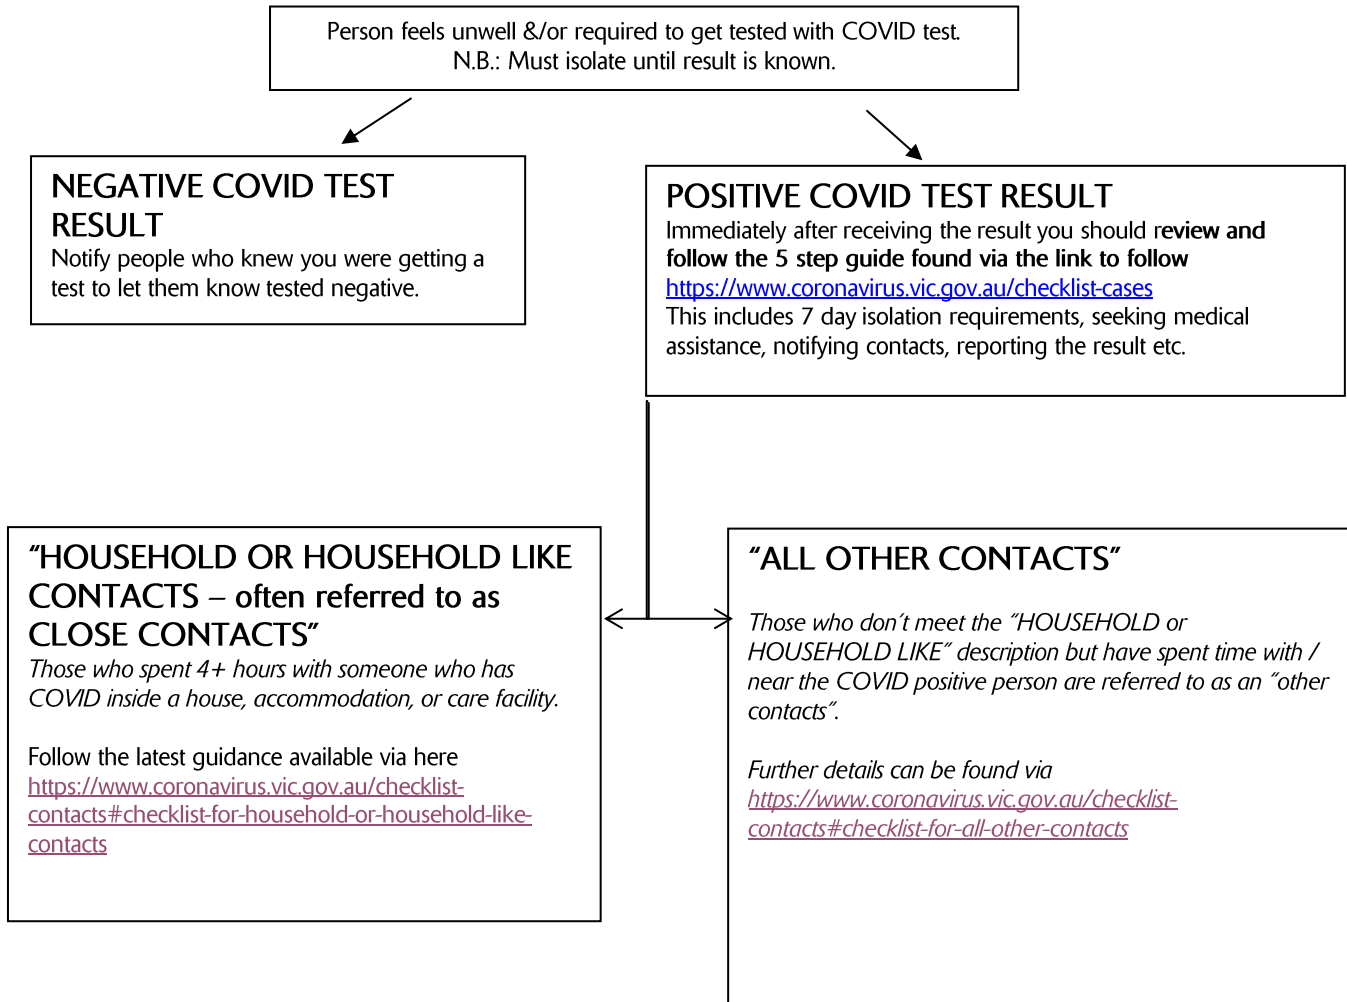 Person feels unwell &/or required to get tested with COVID test.
N.B.: Must isolate until result is known.
NEGATIVE COVID TEST
RESULT
Notify people who knew you were getting a
test to let them know tested negative.
POSITIVE COVID TEST RESULT
Immediately after receiving the result you should review and
follow the 5 step guide found via the link to follow
https://www.coronavirus.vic.gov.au/checklist-cases
This includes 7 day isolation requirements, seeking medical
assistance, notifying contacts, reporting the result etc.
“HOUSEHOLD OR HOUSEHOLD LIKE
CONTACTS – often referred to as
CLOSE CONTACTS”
Those who spent 4+ hours with someone who has
COVID inside a house, accommodation, or care facility.
Follow the latest guidance available via here
https://www.coronavirus.vic.gov.au/checklist-
contacts#checklist-for-household-or-household-like-
contacts
“ALL OTHER CONTACTS”
Those who don’t meet the “HOUSEHOLD or
HOUSEHOLD LIKE” description but have spent time with /
near the COVID positive person are referred to as an “other
contacts”.
Further details can be found via
https://www.coronavirus.vic.gov.au/checklist-
contacts#checklist-for-all-other-contacts